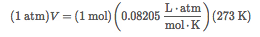 (1 atm)V = (1 mol)(0.08205 L·atm/mol·K)(273 K)